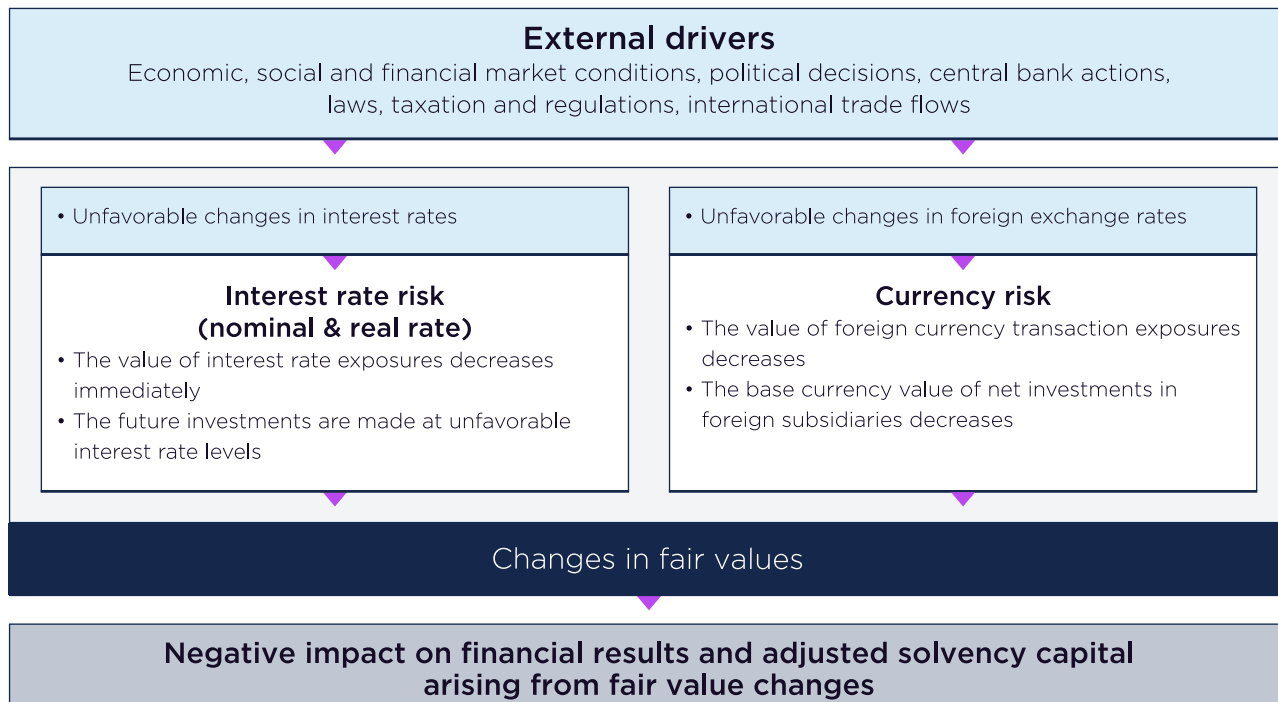 External drivers
Economic, social and financial market conditions, political decisions, central bank actions,
laws, taxation and regulations, international trade flows
• Unfavorable changes in interest rates
Interest rate risk
(nominal & real rate)
• The value of interest rate exposures decreases
immediately
• The future investments are made at unfavorable
interest rate levels
• Unfavorable changes in foreign exchange rates
Currency risk
• The value of foreign currency transaction exposures
decreases
• The base currency value of net investments in
foreign subsidiaries decreases
Changes in fair values
Negative impact on financial results and adjusted solvency capital
arising from fair value changes